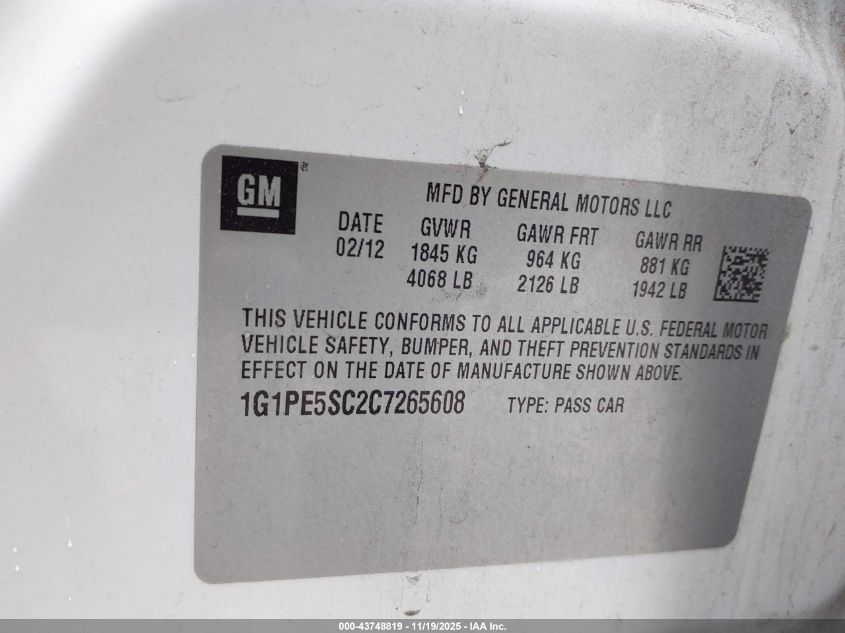 GM ®
MFD BY GENERAL MOTORS LLC
DATE GVWR GAWR FRT GAWR RR
02/12 1845 KG 964 KG 881 KG
4068 LB 2126 LB 1942 LB
THIS VEHICLE CONFORMS TO ALL APPLICABLE U.S. FEDERAL MOTOR
VEHICLE SAFETY, BUMPER, AND THEFT PREVENTION STANDARDS IN
EFFECT ON THE DATE OF MANUFACTURE SHOWN ABOVE.
1G1PE5SC2C7265608 TYPE: PASS CAR
000-43748819 - 11/19/2025 - IAA Inc.